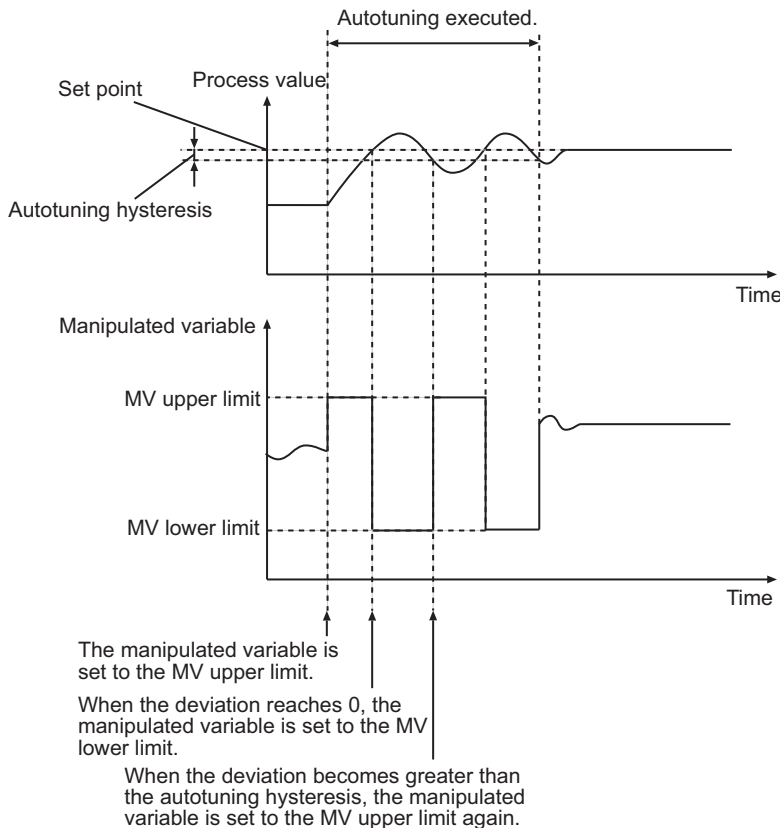 Autotuning executed.
Process value
Set point
Autotuning hysteresis
Time
Manipulated variable
MV upper limit
MV lower limit
Time
The manipulated variable is
set to the MV upper limit.
When the deviation reaches 0, the
manipulated variable is set to the MV
lower limit.
When the deviation becomes greater than
the autotuning hysteresis, the manipulated
variable is set to the MV upper limit again.